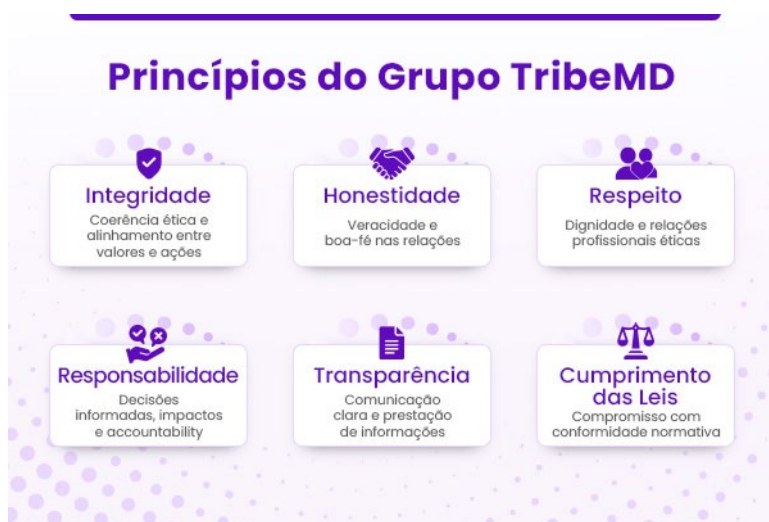 Princípios do Grupo TribeMD
Integridade
Coerência ética e
alinhamento entre
valores e ações
Honestidade
Veracidade e
boa-fé nas relações
Respeito
Dignidade e relações
profissionais éticas
Responsabilidade
Decisões
informadas, impactos
e accountability
Transparência
Comunicação
clara e prestação
de informações
Cumprimento
das Leis
Compromisso com
conformidade normativa